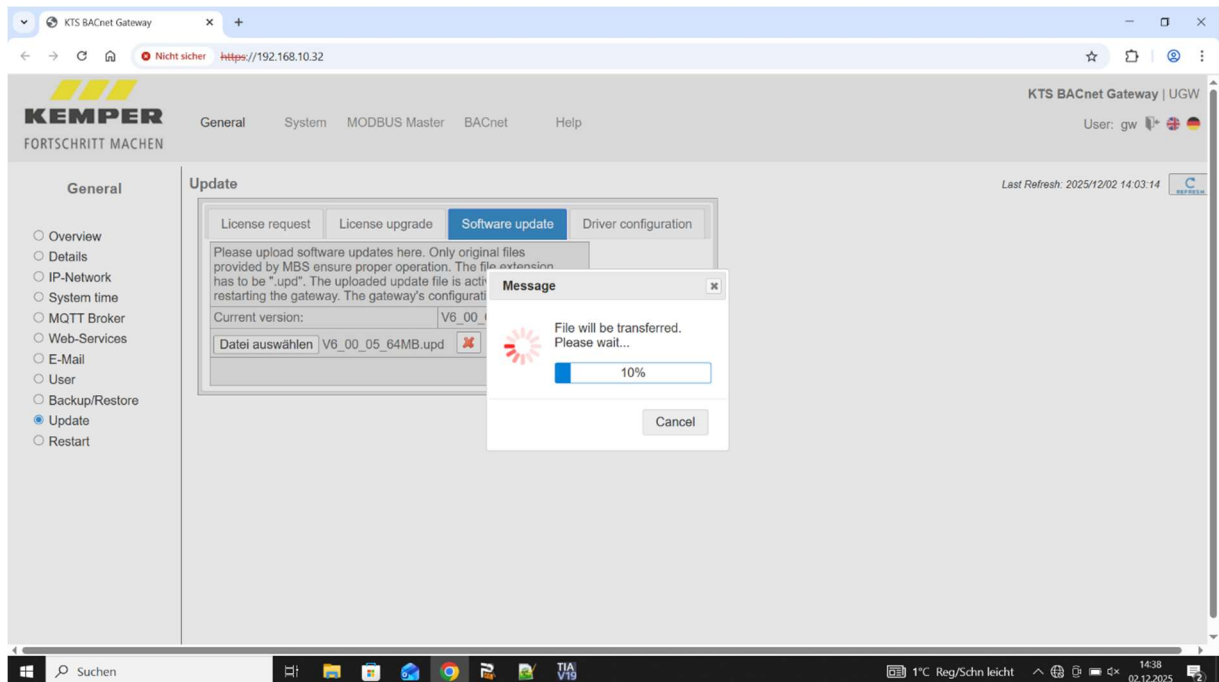 KTS BACnet Gateway
Nicht sicher https://192.168.10.32
KEMPER
FORTSCHRITT MACHEN
General System MODBUS Master BACnet Help
KTS BACnet Gateway | UGW
User: gw
General
Overview
Details
IP-Network
System time
MQTT Broker
Web-Services
E-Mail
User
Backup/Restore
Update
Restart
Update
Last Refresh: 2025/12/02 14:03:14
REFRESH
License request License upgrade Software update Driver configuration
Please upload software updates here. Only original files
provided by MBS ensure proper operation. The file extension
has to be ".upd". The uploaded update file is
restarting the gateway. The gateway's
Current version: V6_00_
Datei auswählen V6_00_05_64MB.upd
Message
File will be transferred.
Please wait...
10%
Cancel
Suchen
TIA
V19
1°C Reg/Schn leicht
14:38
02.12.2025
2